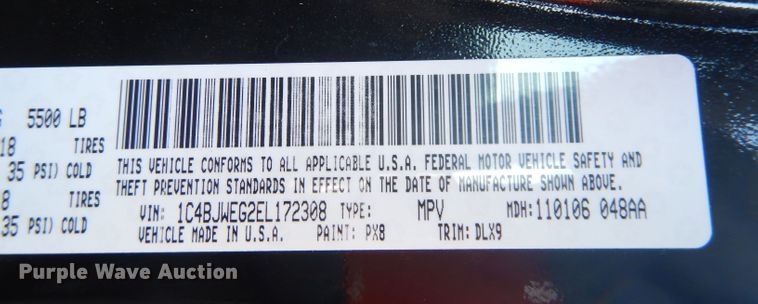 5500 LB
18 TIRES
35 PSI) COLD
8 TIRES
35 PSI) COLD
THIS VEHICLE CONFORMS TO ALL APPLICABLE U.S.A. FEDERAL MOTOR VEHICLE SAFETY AND
THEFT PREVENTION STANDARDS IN EFFECT ON THE DATE OF MANUFACTURE SHOWN ABOVE.
VIN: 1C4BJWEG2EL172308 TYPE: MPV MDH:110106 048AA
VEHICLE MADE IN U.S.A. PAINT: PX8 TRIM: DLX9
Purple Wave Auction